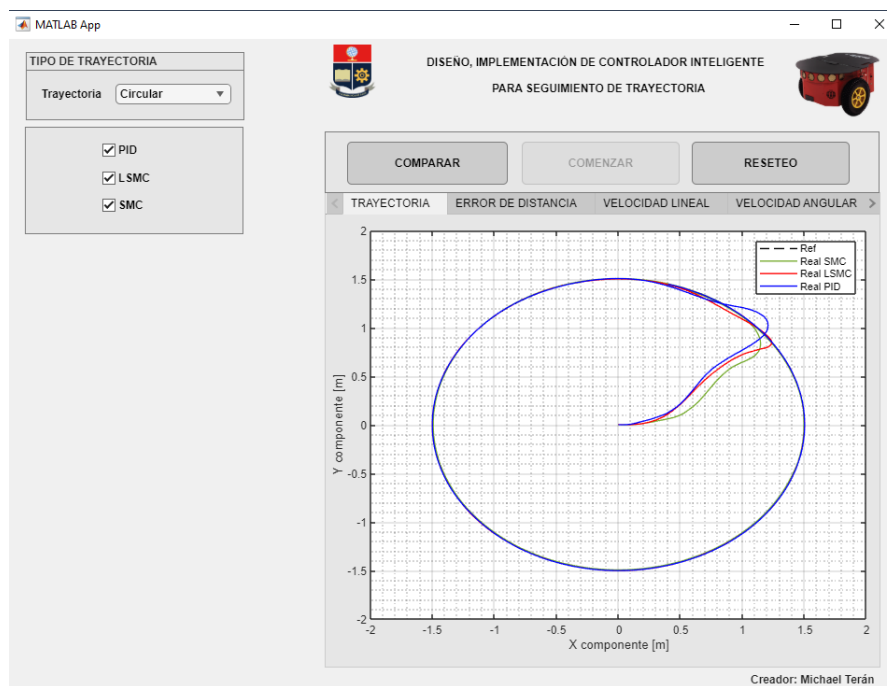 MATLAB App
TIPO DE TRAYECTORIA
Trayectoria Circular
PID
LSMC
SMC
DISEÑO, IMPLEMENTACIÓN DE CONTROLADOR INTELIGENTE
PARA SEGUIMIENTO DE TRAYECTORIA
COMPARAR COMENZAR RESETEO
TRAYECTORIA ERROR DE DISTANCIA VELOCIDAD LINEAL VELOCIDAD ANGULAR
Ref
Real SMC
Real LSMC
Real PID
Y componente [m]
2
1.5
1
0.5
0
-0.5
-1
-1.5
-2
-2 -1.5 -1 -0.5 0 0.5 1 1.5 2
X componente [m]
Creador: Michael Terán